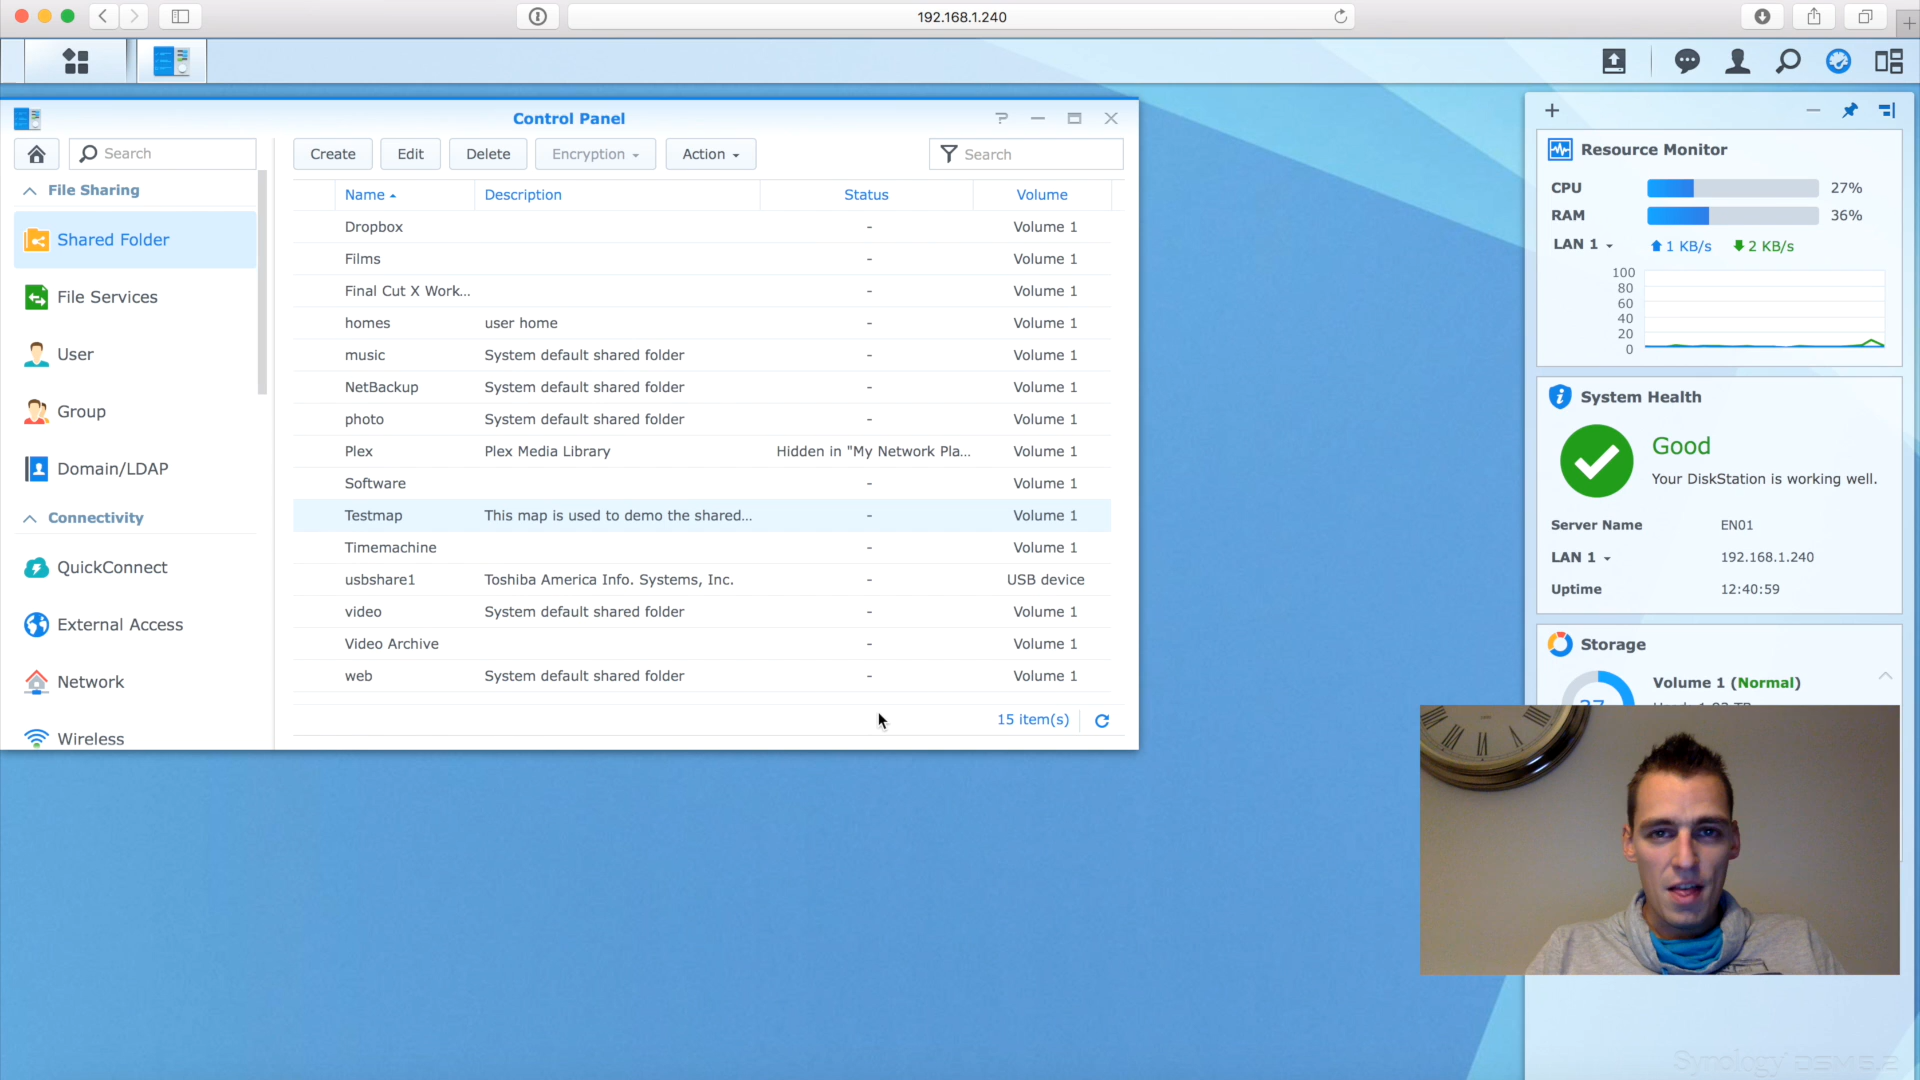 192.168.1.240
Control Panel
Search
Create
Edit
Delete
Encryption
Action
Search
File Sharing
Shared Folder
File Services
User
Group
Domain/LDAP
Connectivity
QuickConnect
External Access
Network
Wireless
Name Description Status Volume
Dropbox - Volume 1
Films - Volume 1
Final Cut X Work... - Volume 1
homes user home - Volume 1
music System default shared folder - Volume 1
NetBackup System default shared folder - Volume 1
photo System default shared folder - Volume 1
Plex Plex Media Library Hidden in "My Network Pla... Volume 1
Software - Volume 1
Testmap This map is used to demo the shared... - Volume 1
Timemachine - Volume 1
usbshare1 Toshiba America Info. Systems, Inc. - USB device
video System default shared folder - Volume 1
Video Archive - Volume 1
web System default shared folder - Volume 1
15 item(s)
Resource Monitor
CPU 27%
RAM 36%
LAN 1 1 KB/s 2 KB/s
100
80
60
40
20
0
System Health
Good
Your DiskStation is working well.
Server Name EN01
LAN 1 192.168.1.240
Uptime 12:40:59
Storage
Volume 1 (Normal)
Synology DSM 5.2